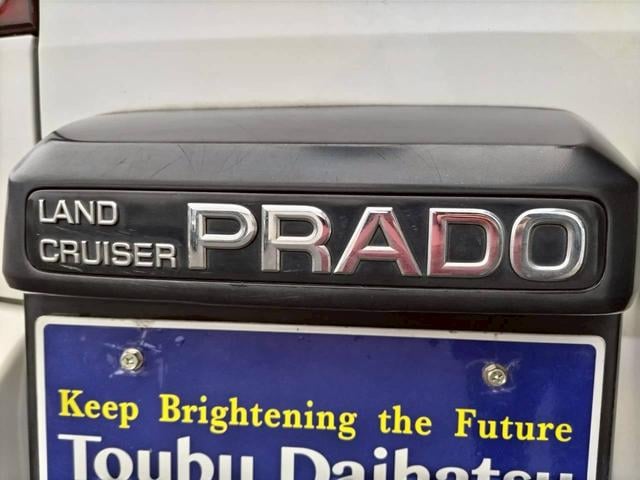 LAND
CRUISER PRADO
Keep Brightening the Future
Toubu Daihatsu